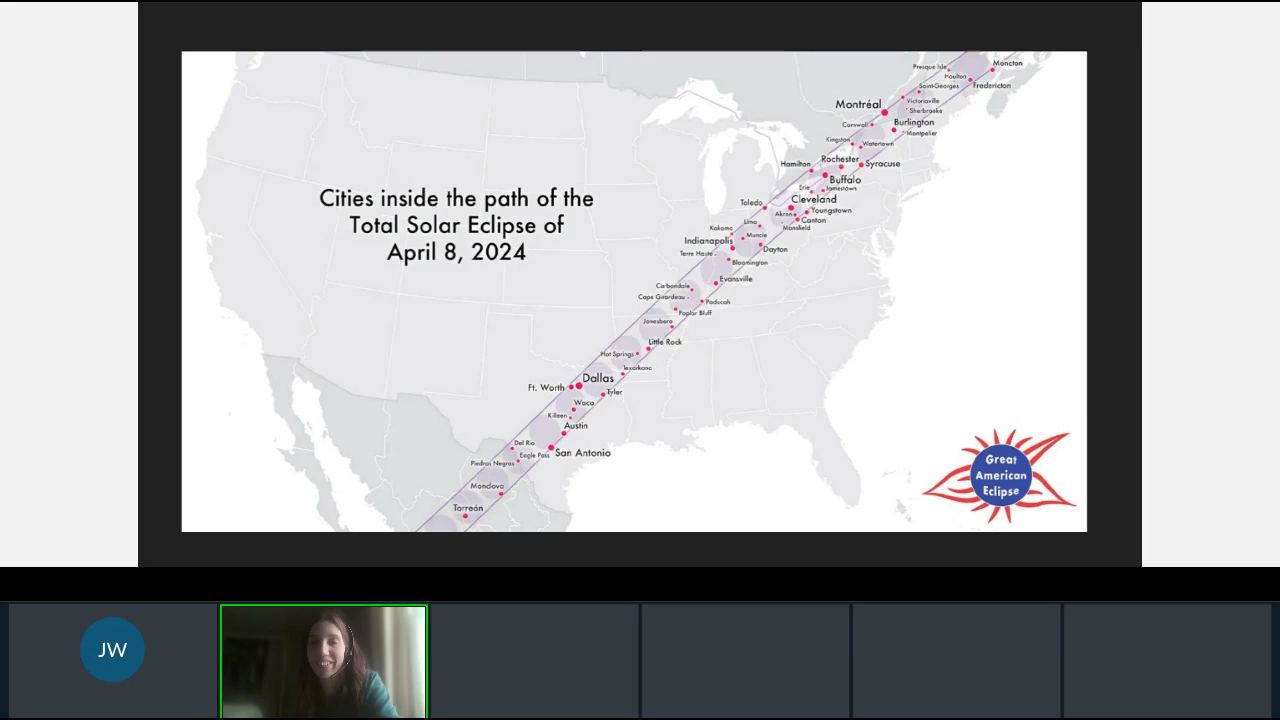 Cities inside the path of the
Total Solar Eclipse of
April 8, 2024
Presque Isle
Moncton
Houlton
Saint-Georges
Fredericton
Montréal
Victoriaville
Sherbrooke
Cornwall
Burlington
Montpelier
Kingston
Watertown
Hamilton
Rochester
Syracuse
Buffalo
Erie
Jamestown
Cleveland
Toledo
Akron
Youngstown
Canton
Lima
Mansfield
Kokomo
Muncie
Indianapolis
Dayton
Terre Haute
Bloomington
Evansville
Carbondale
Cape Girardeau
Paducah
Poplar Bluff
Jonesboro
Little Rock
Hot Springs
Texarkana
Dallas
Ft. Worth
Tyler
Waco
Killeen
Austin
Del Rio
San Antonio
Eagle Pass
Piedras Negras
Monclova
Torreón
Great
American
Eclipse
JW